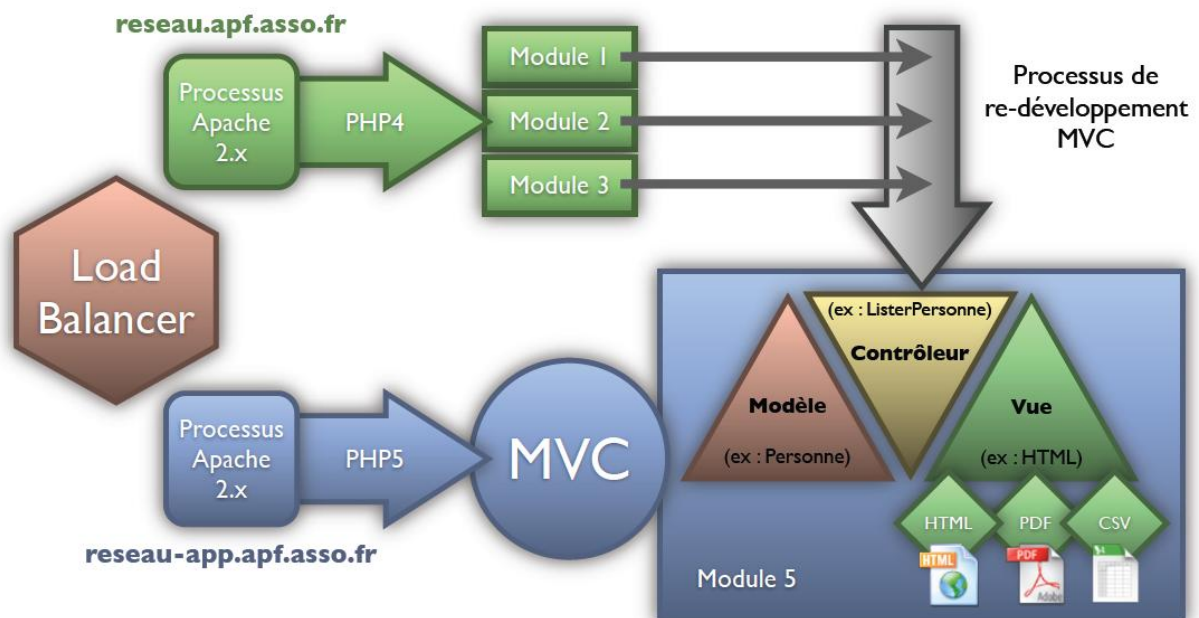 reseau.apf.asso.fr
Processus
Apache
2.x
PHP4
Module 1
Module 2
Module 3
Processus de
re-développement
MVC
Load
Balancer
Processus
Apache
2.x
PHP5
MVC
reseau-app.apf.asso.fr
Modèle
(ex : Personne)
(ex : ListerPersonne)
Contrôleur
Vue
(ex : HTML)
HTML
PDF
CSV
HTML
PDF
Adobe
Module 5